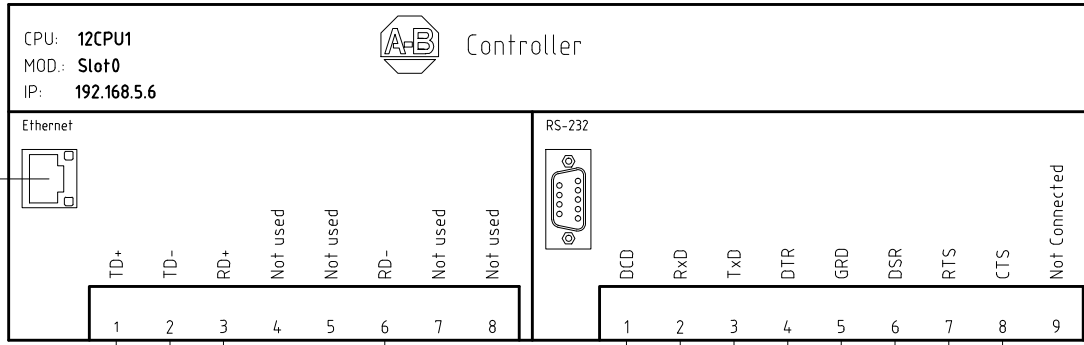 CPU: 12CPU1
MOD.: Slot0
IP: 192.168.5.6
A-B
Controller
Ethernet
TD+
TD-
RD+
Not used
Not used
RD-
Not used
Not used
1 2 3 4 5 6 7 8
RS-232
DCD
RxD
TxD
DTR
GRD
DSR
RTS
CTS
Not Connected
1 2 3 4 5 6 7 8 9